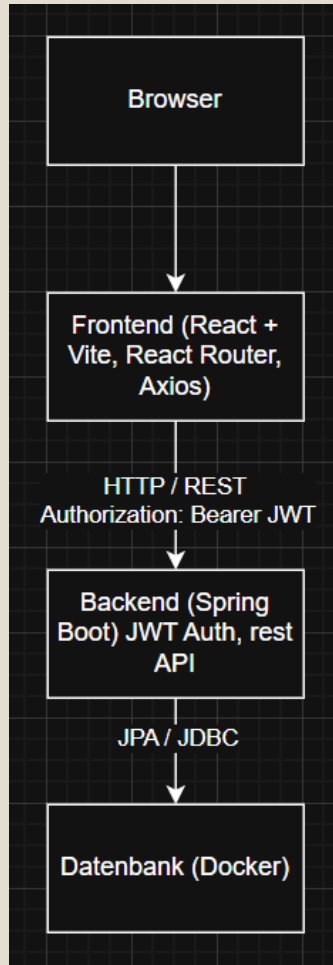 Browser
Frontend (React +
Vite, React Router,
Axios)
HTTP / REST
Authorization: Bearer JWT
Backend (Spring
Boot) JWT Auth, rest
API
JPA / JDBC
Datenbank (Docker)